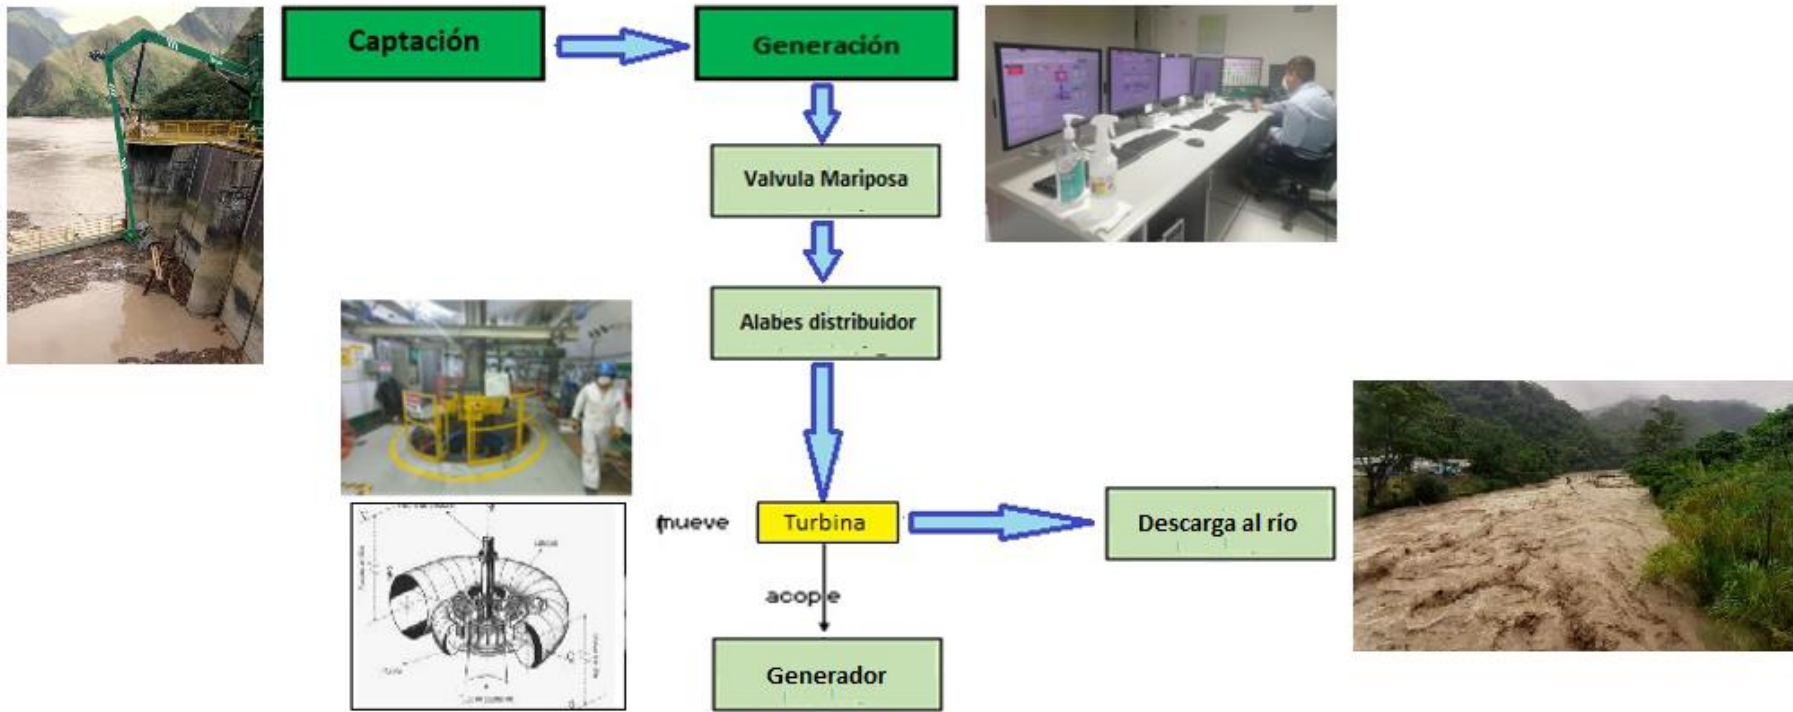 Captación
Generación
Valvula Mariposa
Alabes distribuidor
mueve
Turbina
Descarga al río
acople
Generador